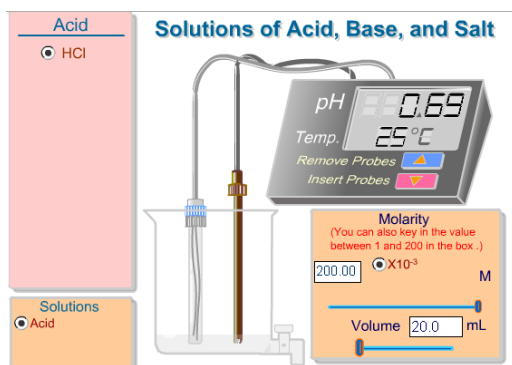 Acid
HCl
Solutions of Acid, Base, and Salt
pH
0.69
Temp.
25°C
Remove Probes
Insert Probes
Solutions
Acid
Molarity
(You can also key in the value
between 1 and 200 in the box .)
200.00
X10-3
M
Volume 20.0 mL